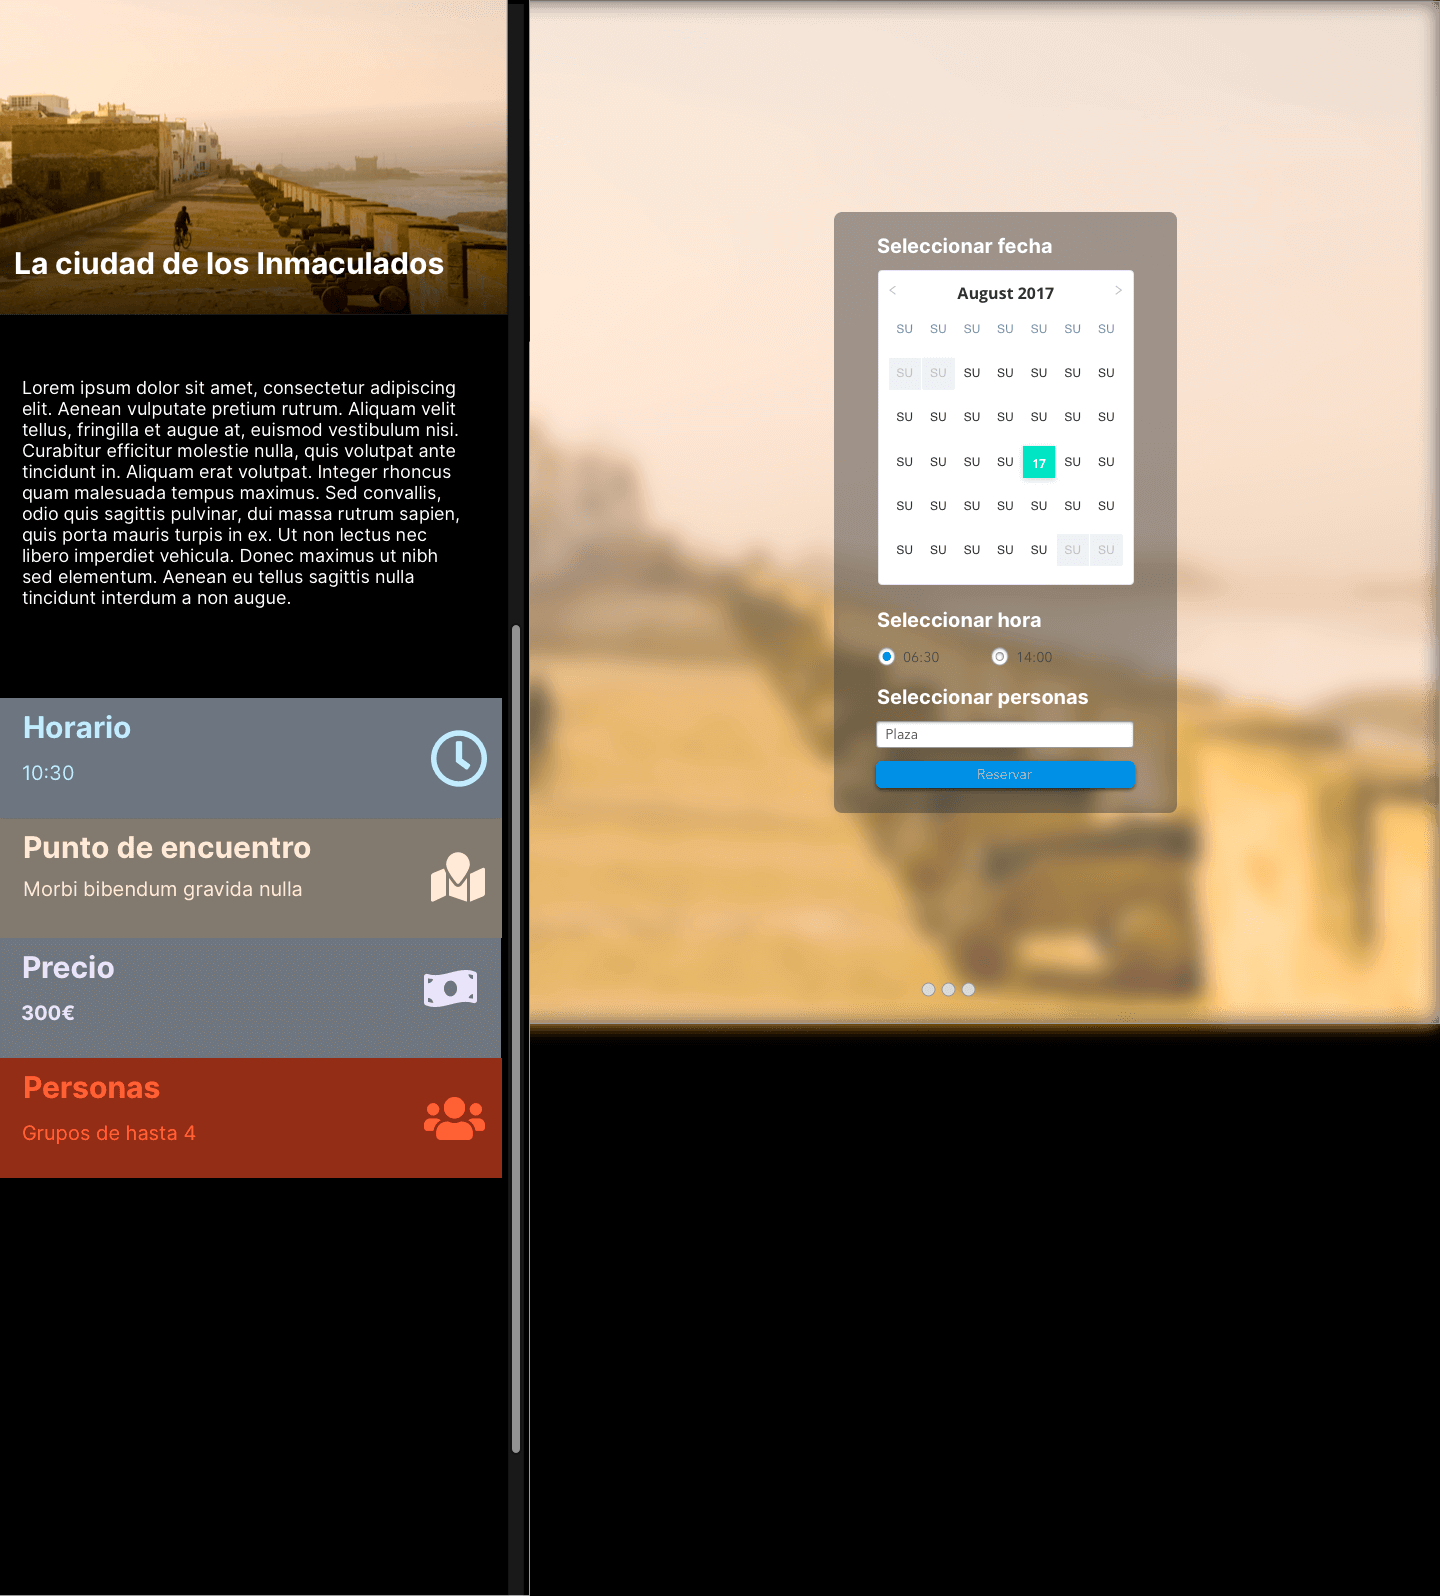 La ciudad de los Inmaculados
Lorem ipsum dolor sit amet, consectetur adipiscing
elit. Aenean vulputate pretium rutrum. Aliquam velit
tellus, fringilla et augue at, euismod vestibulum nisi.
Curabitur efficitur molestie nulla, quis volutpat ante
tincidunt in. Aliquam erat volutpat. Integer rhoncus
quam malesuada tempus maximus. Sed convallis,
odio quis sagittis pulvinar, dui massa rutrum sapien,
quis porta mauris turpis in ex. Ut non lectus nec
libero imperdiet vehicula. Donec maximus ut nibh
sed elementum. Aenean eu tellus sagittis nulla
tincidunt interdum a non augue.
Horario
10:30
Punto de encuentro
Morbi bibendum gravida nulla
Precio
300€
Personas
Grupos de hasta 4
Seleccionar fecha
< August 2017 >
SU SU SU SU SU SU SU
SU SU SU SU SU SU SU
SU SU SU SU SU SU SU
SU SU SU SU 17 SU SU
SU SU SU SU SU SU SU
SU SU SU SU SU SU SU
Seleccionar hora
06:30 14:00
Seleccionar personas
Plaza
Reservar